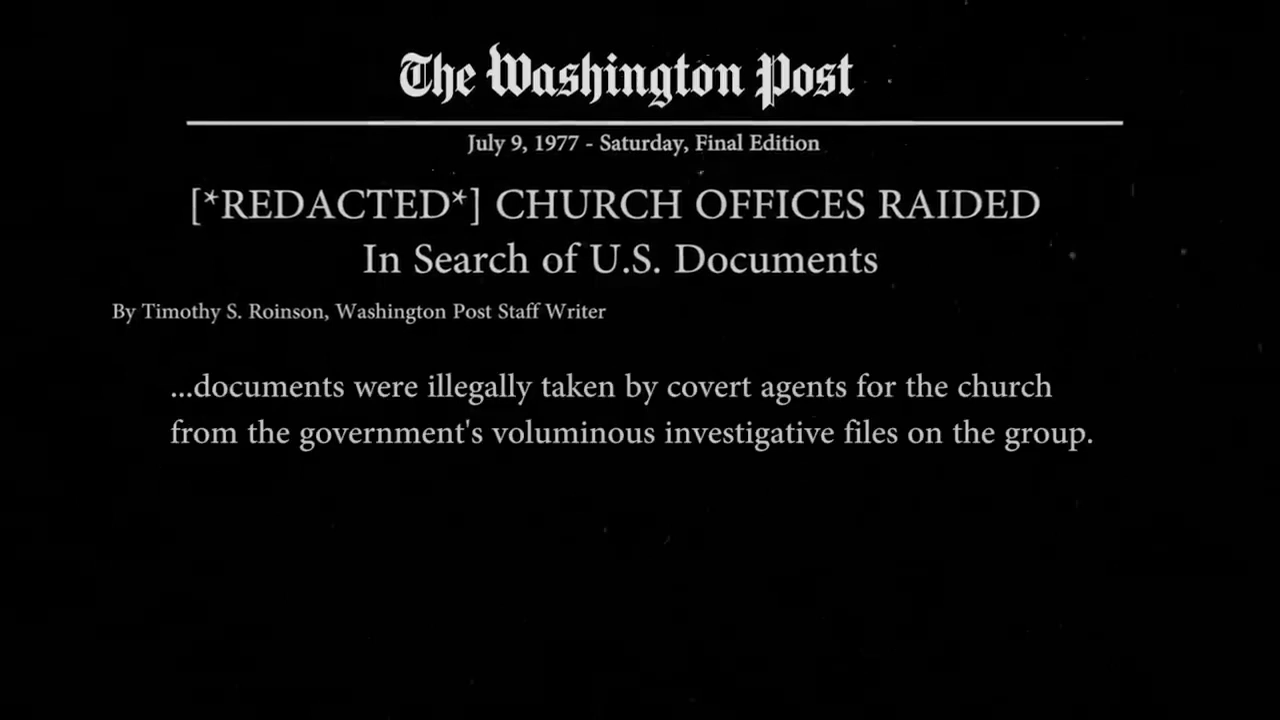 The Washington Post
July 9, 1977 - Saturday, Final Edition
[*REDACTED*] CHURCH OFFICES RAIDED
In Search of U.S. Documents
By Timothy S. Roinson, Washington Post Staff Writer
...documents were illegally taken by covert agents for the church
from the government's voluminous investigative files on the group.